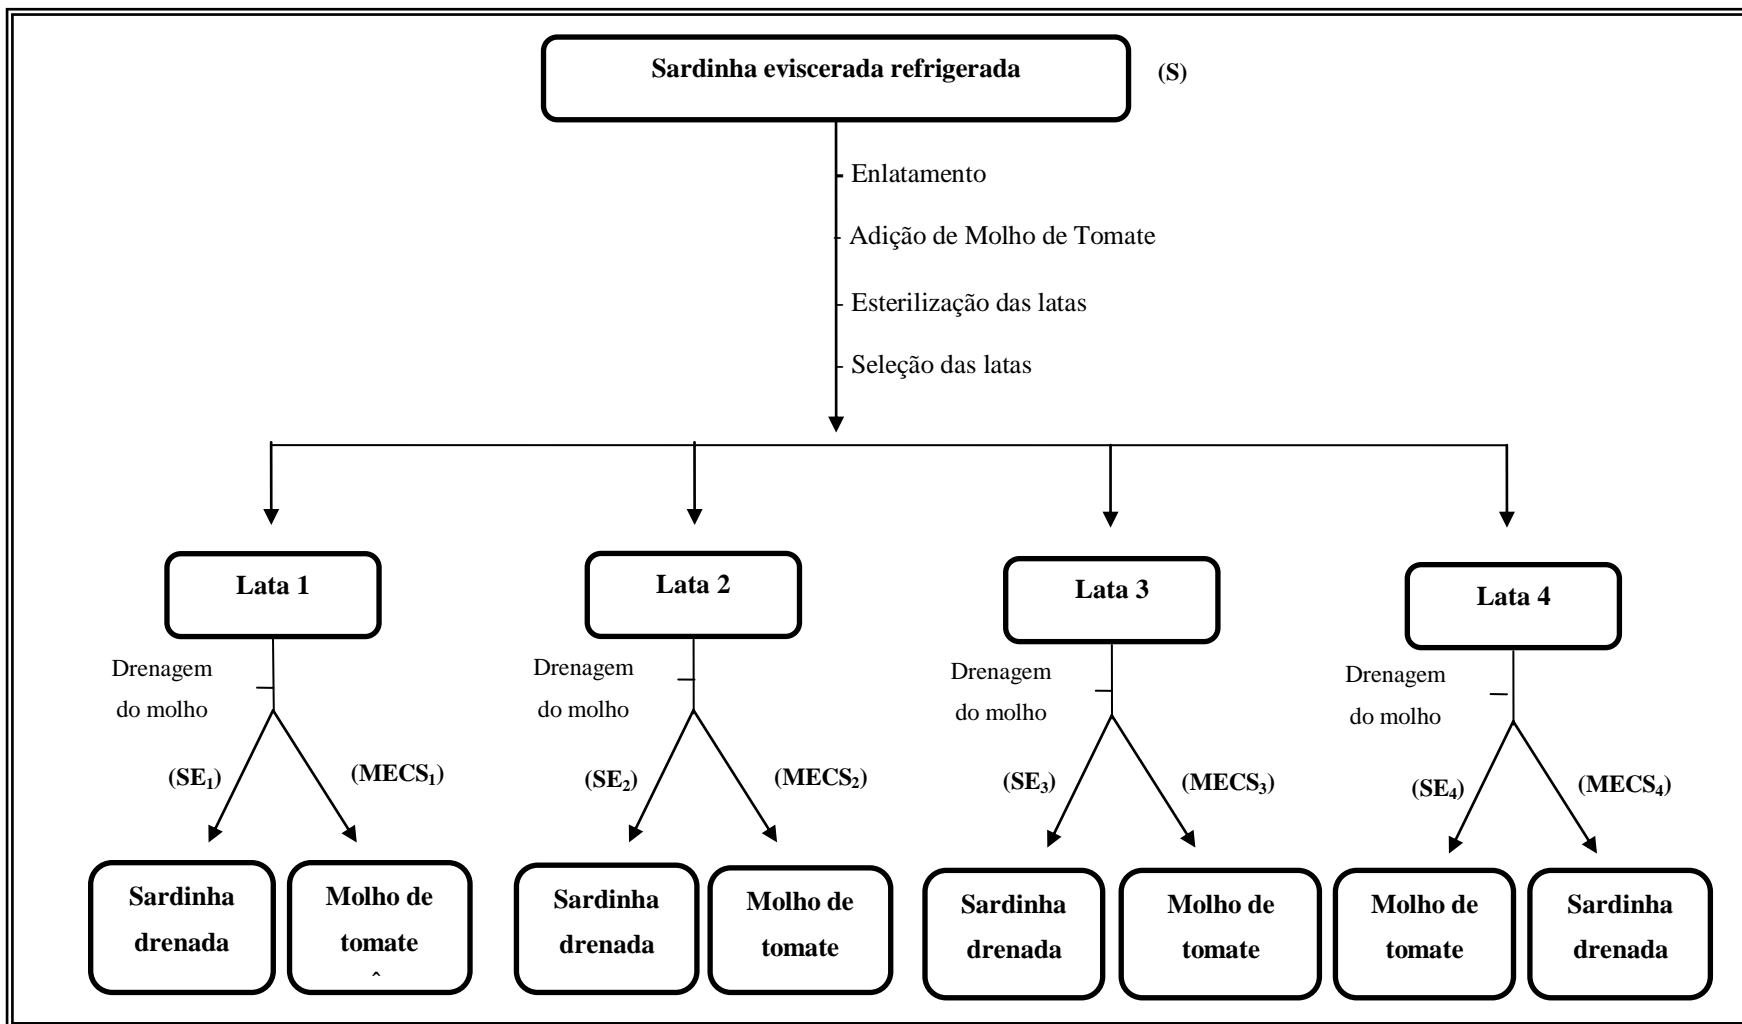 Sardinha eviscerada refrigerada
(S)
Enlatamento
Adição de Molho de Tomate
Esterilização das latas
Seleção das latas
Lata 1
Lata 2
Lata 3
Lata 4
Drenagem
do molho
Drenagem
do molho
Drenagem
do molho
Drenagem
do molho
(SE₁)
(MECS₁)
(SE₂)
(MECS₂)
(SE₃)
(MECS₃)
(SE₄)
(MECS₄)
Sardinha
drenada
Molho de
tomate
ˆ
Sardinha
drenada
Molho de
tomate
Sardinha
drenada
Molho de
tomate
Molho de
tomate
Sardinha
drenada